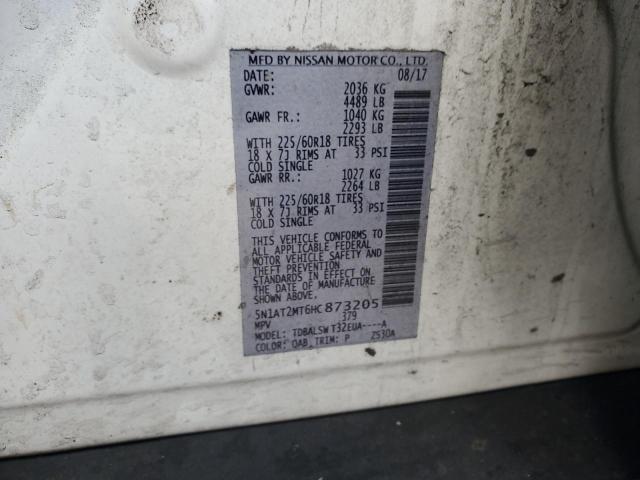 MFD BY NISSAN MOTOR CO., LTD.
DATE: 08/17
GVWR: 2036 KG
4489 LB
GAWR FR.: 1040 KG
2293 LB
WITH 225/60R18 TIRES
18 X 7J RIMS AT 33 PSI
COLD SINGLE
GAWR RR.: 1027 KG
2264 LB
WITH 225/60R18 TIRES
18 X 7J RIMS AT 33 PSI
COLD SINGLE
THIS VEHICLE CONFORMS TO
ALL APPLICABLE FEDERAL
MOTOR VEHICLE SAFETY AND
THEFT PREVENTION
STANDARDS IN EFFECT ON
THE DATE OF MANUFACTURE
SHOWN ABOVE.
5N1AT2MT6HC873205
MPV 379
MODEL: TDBALSW T32EUA----A
COLOR: QAB TRIM: P Z530A